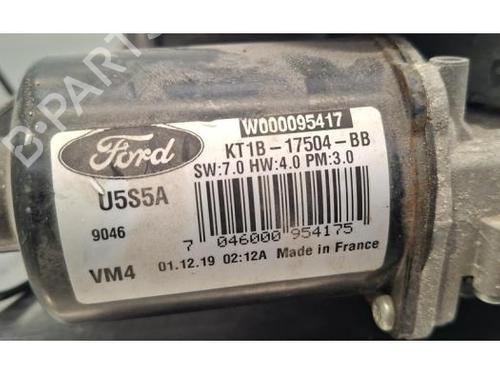 W000095417
Ford
KT1B-17504-BB
SW:7.0 HW:4.0 PM:3.0
U5S5A
9046
7 046000 954175
VM4
01.12.19 02:12A Made in France
B-PARTS